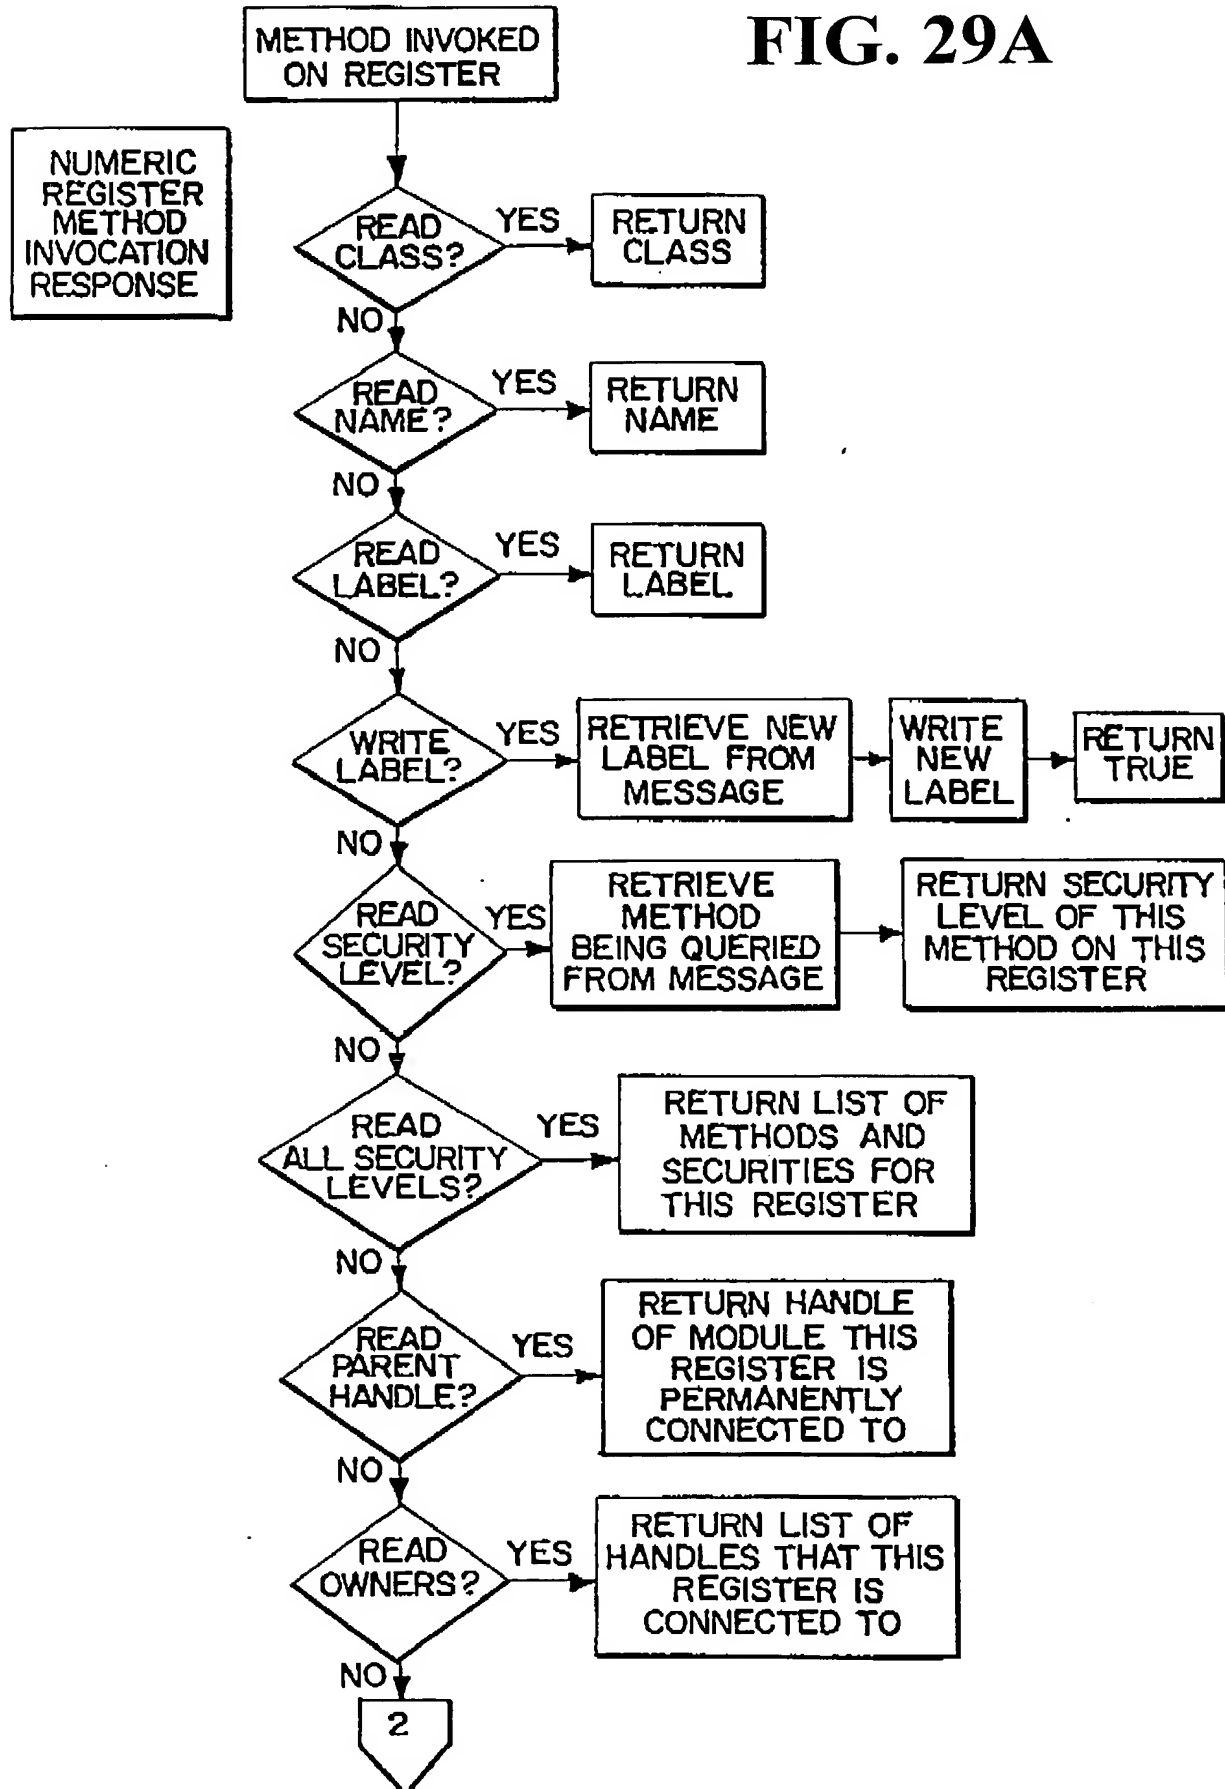 FIG. 29A
METHOD INVOKED
ON REGISTER
NUMERIC
REGISTER
METHOD
INVOCATION
RESPONSE
READ
CLASS?
YES
RETURN
CLASS
NO
READ
NAME?
YES
RETURN
NAME
NO
READ
LABEL?
YES
RETURN
LABEL
NO
WRITE
LABEL?
YES
RETRIEVE NEW
LABEL FROM
MESSAGE
WRITE
NEW
LABEL
RETURN
TRUE
NO
READ
SECURITY
LEVEL?
YES
RETRIEVE
METHOD
BEING QUERIED
FROM MESSAGE
RETURN SECURITY
LEVEL OF THIS
METHOD ON THIS
REGISTER
NO
READ
ALL SECURITY
LEVELS?
YES
RETURN LIST OF
METHODS AND
SECURITIES FOR
THIS REGISTER
NO
READ
PARENT
HANDLE?
YES
RETURN HANDLE
OF MODULE THIS
REGISTER IS
PERMANENTLY
CONNECTED TO
NO
READ
OWNERS?
YES
RETURN LIST OF
HANDLES THAT THIS
REGISTER IS
CONNECTED TO
NO
2